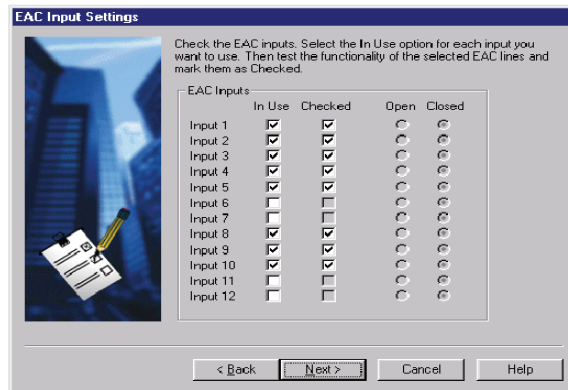 EAC Input Settings
Check the EAC inputs. Select the In Use option for each input you
want to use. Then test the functionality of the selected EAC lines and
mark them as Checked.
EAC Inputs
In Use Checked Open Closed
Input 1
Input 2
Input 3
Input 4
Input 5
Input 6
Input 7
Input 8
Input 9
Input 10
Input 11
Input 12
< Back Next > Cancel Help